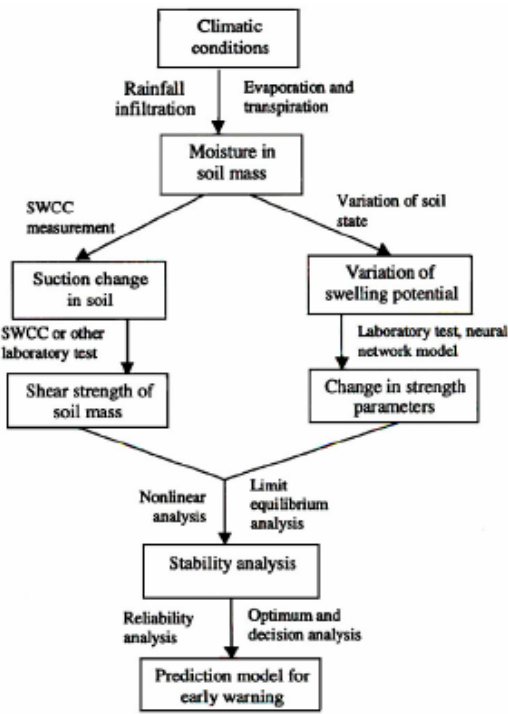 Climatic
conditions
Rainfall
infiltration
Evaporation and
transpiration
Moisture in
soil mass
SWCC
measurement
Variation of soil
state
Suction change
in soil
Variation of
swelling potential
SWCC or other
laboratory test
Laboratory test, neural
network model
Shear strength of
soil mass
Change in strength
parameters
Nonlinear
analysis
Limit
equilibrium
analysis
Stability analysis
Reliability
analysis
Optimum and
decision analysis
Prediction model for
early warning